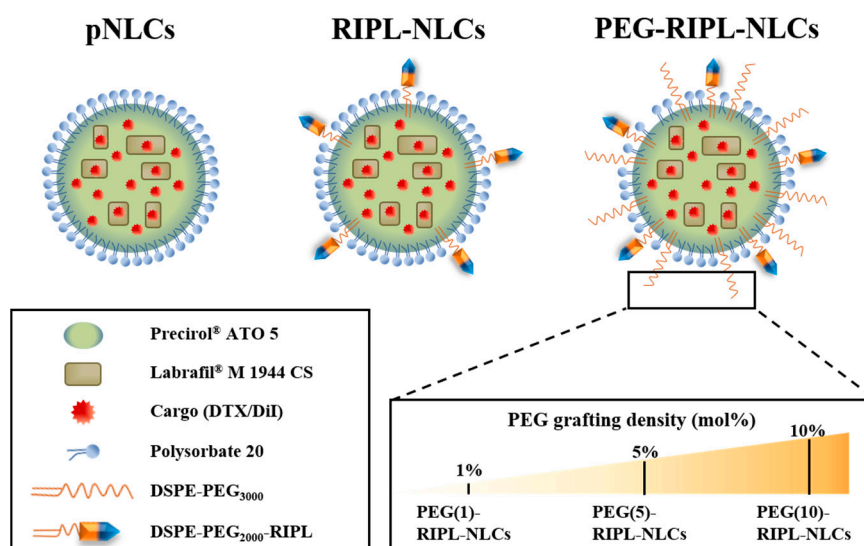 pNLCs
RIPL-NLCs
PEG-RIPL-NLCs
Precirol® ATO 5
Labrafil® M 1944 CS
Cargo (DTX/DiI)
Polysorbate 20
DSPE-PEG3000
DSPE-PEG2000-RIPL
PEG grafting density (mol%)
1%
5%
10%
PEG(1)-
RIPL-NLCs
PEG(5)-
RIPL-NLCs
PEG(10)-
RIPL-NLCs